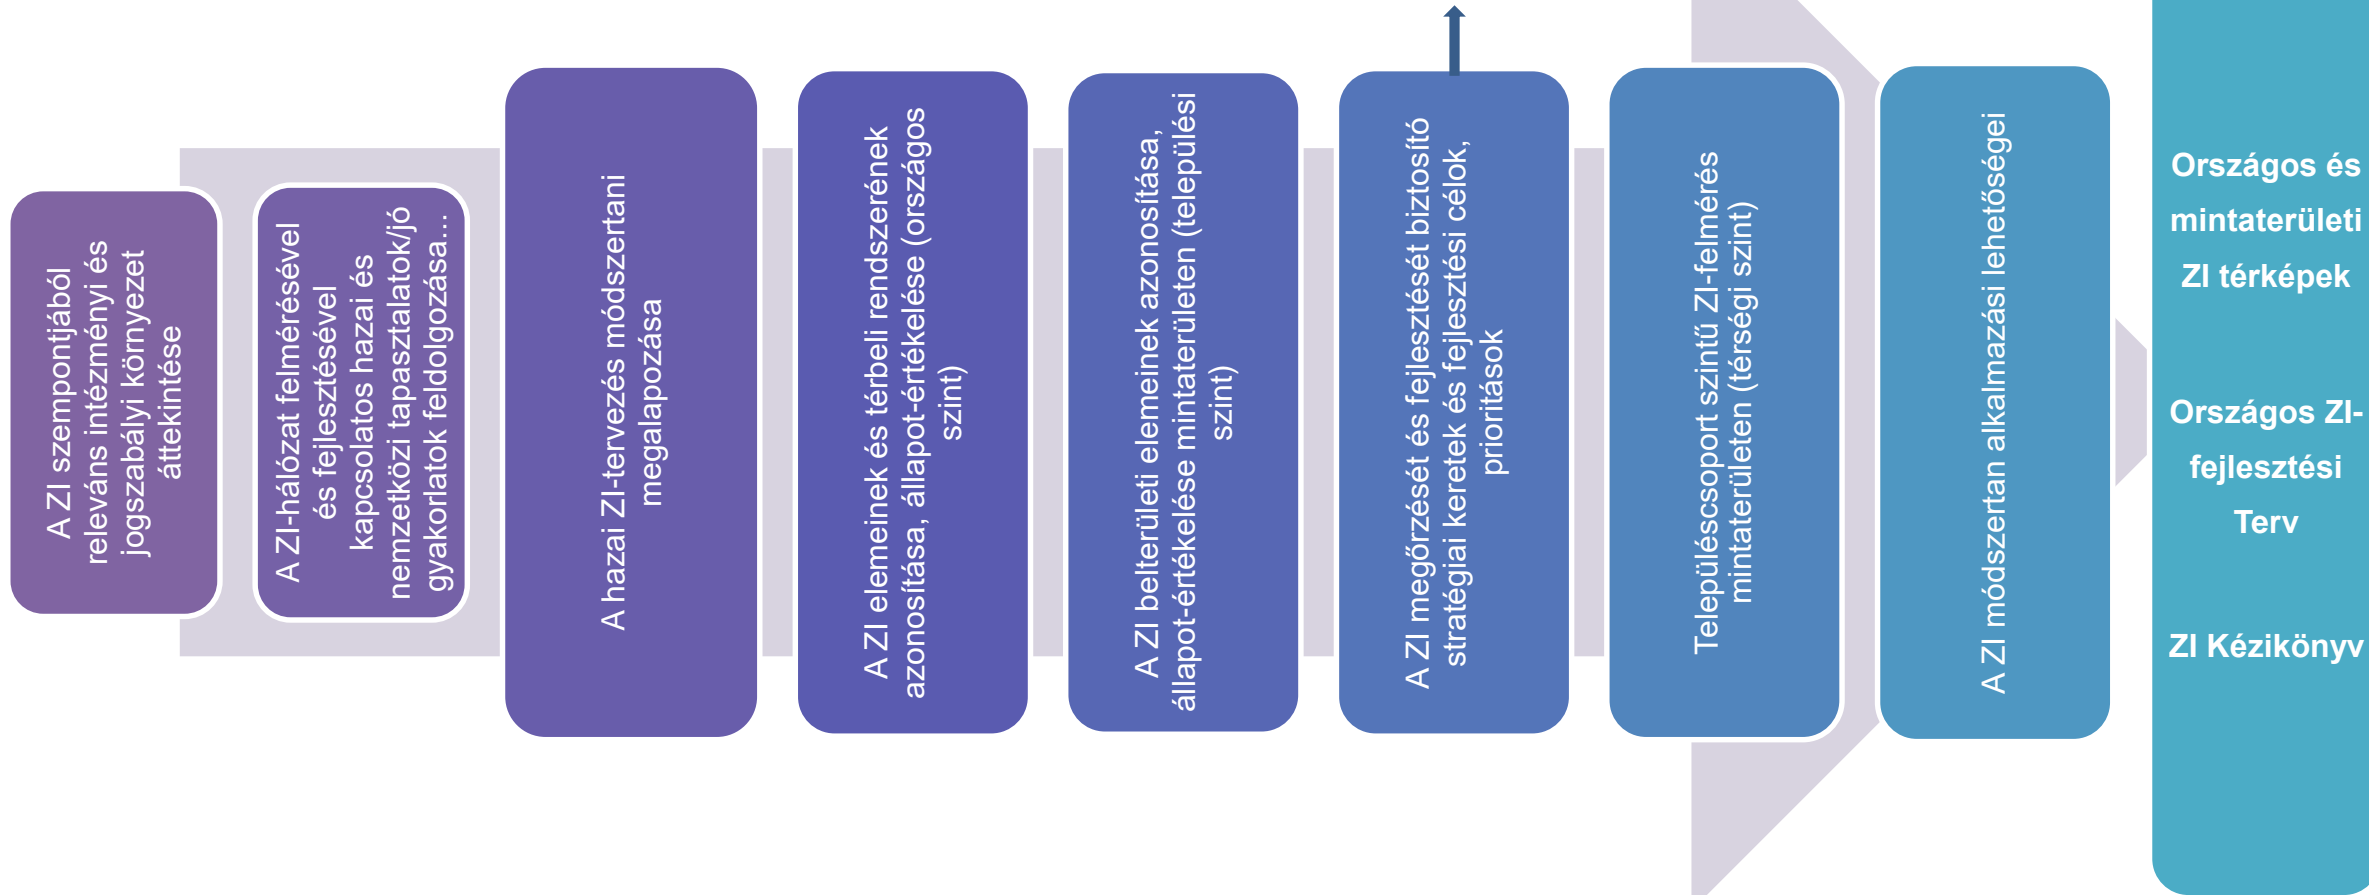 A ZI szempontjából
releváns intézményi és
jogszabályi környezet
áttekintése
A ZI-hálózat felmérésével
és fejlesztésével
kapcsolatos hazai és
nemzetközi tapasztalatok/jó
gyakorlatok feldolgozása...
A hazai ZI-tervezés módszertani
megalapozása
A ZI elemeinek és térbeli rendszerének
azonosítása, állapot-értékelése (országos
szint)
A ZI belterületi elemeinek azonosítása,
állapot-értékelése mintaterületen (települési
szint)
A ZI megőrzését és fejlesztését biztosító
stratégiai keretek és fejlesztési célok,
prioritások
Településcsoport szintű ZI-felmérés
mintaterületen (térségi szint)
A ZI módszertan alkalmazási lehetőségei
Országos és
mintaterületi
ZI térképek
Országos ZI-
fejlesztési
Terv
ZI Kézikönyv